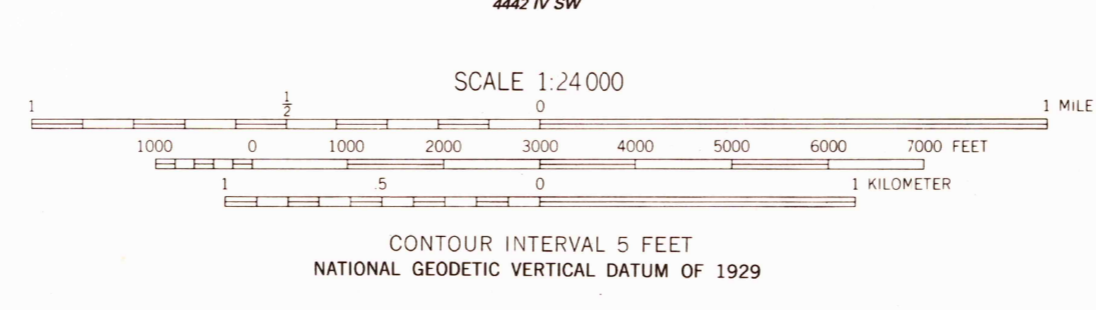 4442 IV SW
SCALE 1:24 000
1 1/2 0 1 MILE
1000 0 1000 2000 3000 4000 5000 6000 7000 FEET
1 .5 0 1 KILOMETER
CONTOUR INTERVAL 5 FEET
NATIONAL GEODETIC VERTICAL DATUM OF 1929